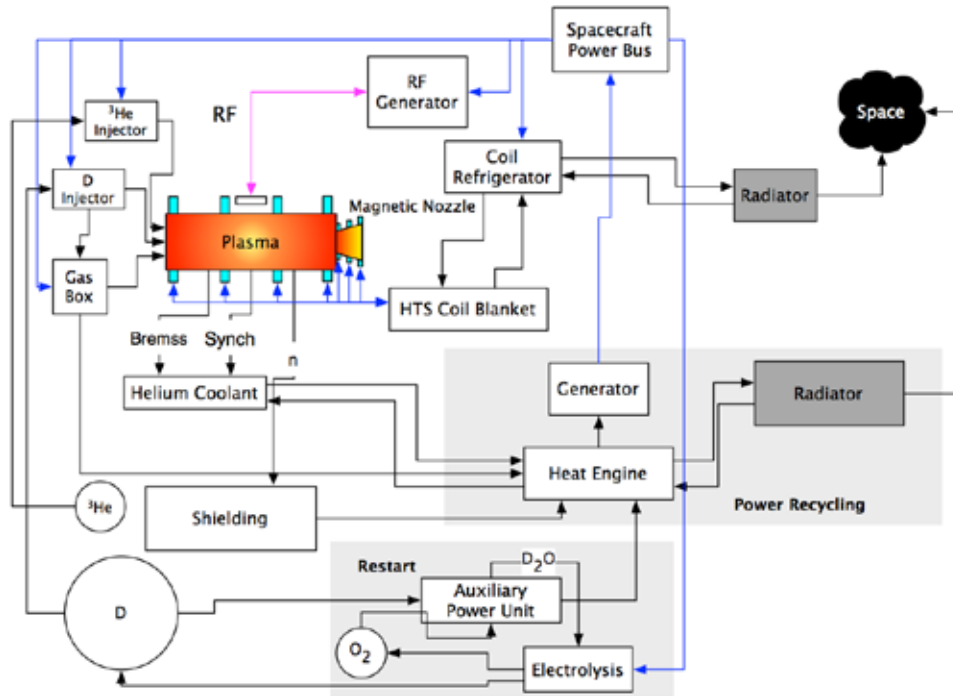 Spacecraft
Power Bus
RF
Generator
RF
³He
Injector
Space
Coil
Refrigerator
D
Injector
Radiator
Magnetic Nozzle
Plasma
Gas
Box
HTS Coil Blanket
Bremss
Synch
n
Helium Coolant
Generator
Radiator
Heat Engine
Power Recycling
³He
Shielding
Restart
D₂O
Auxiliary
Power Unit
D
O₂
Electrolysis